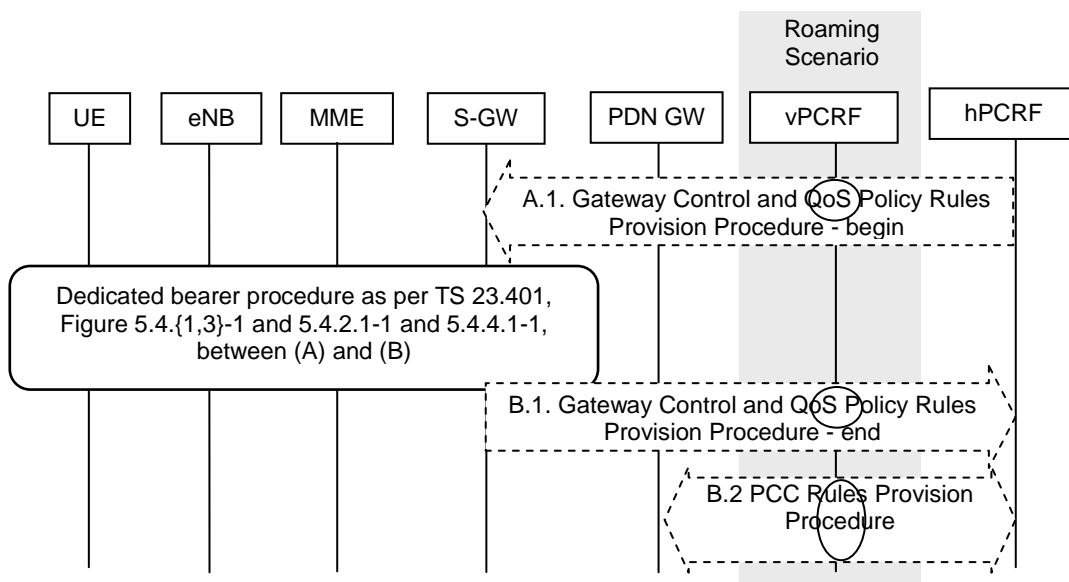 Roaming
Scenario
UE
eNB
MME
S-GW
PDN GW
vPCRF
hPCRF
A.1. Gateway Control and QoS Policy Rules
Provision Procedure - begin
Dedicated bearer procedure as per TS 23.401,
Figure 5.4.{1,3}-1 and 5.4.2.1-1 and 5.4.4.1-1,
between (A) and (B)
B.1. Gateway Control and QoS Policy Rules
Provision Procedure - end
B.2 PCC Rules Provision
Procedure